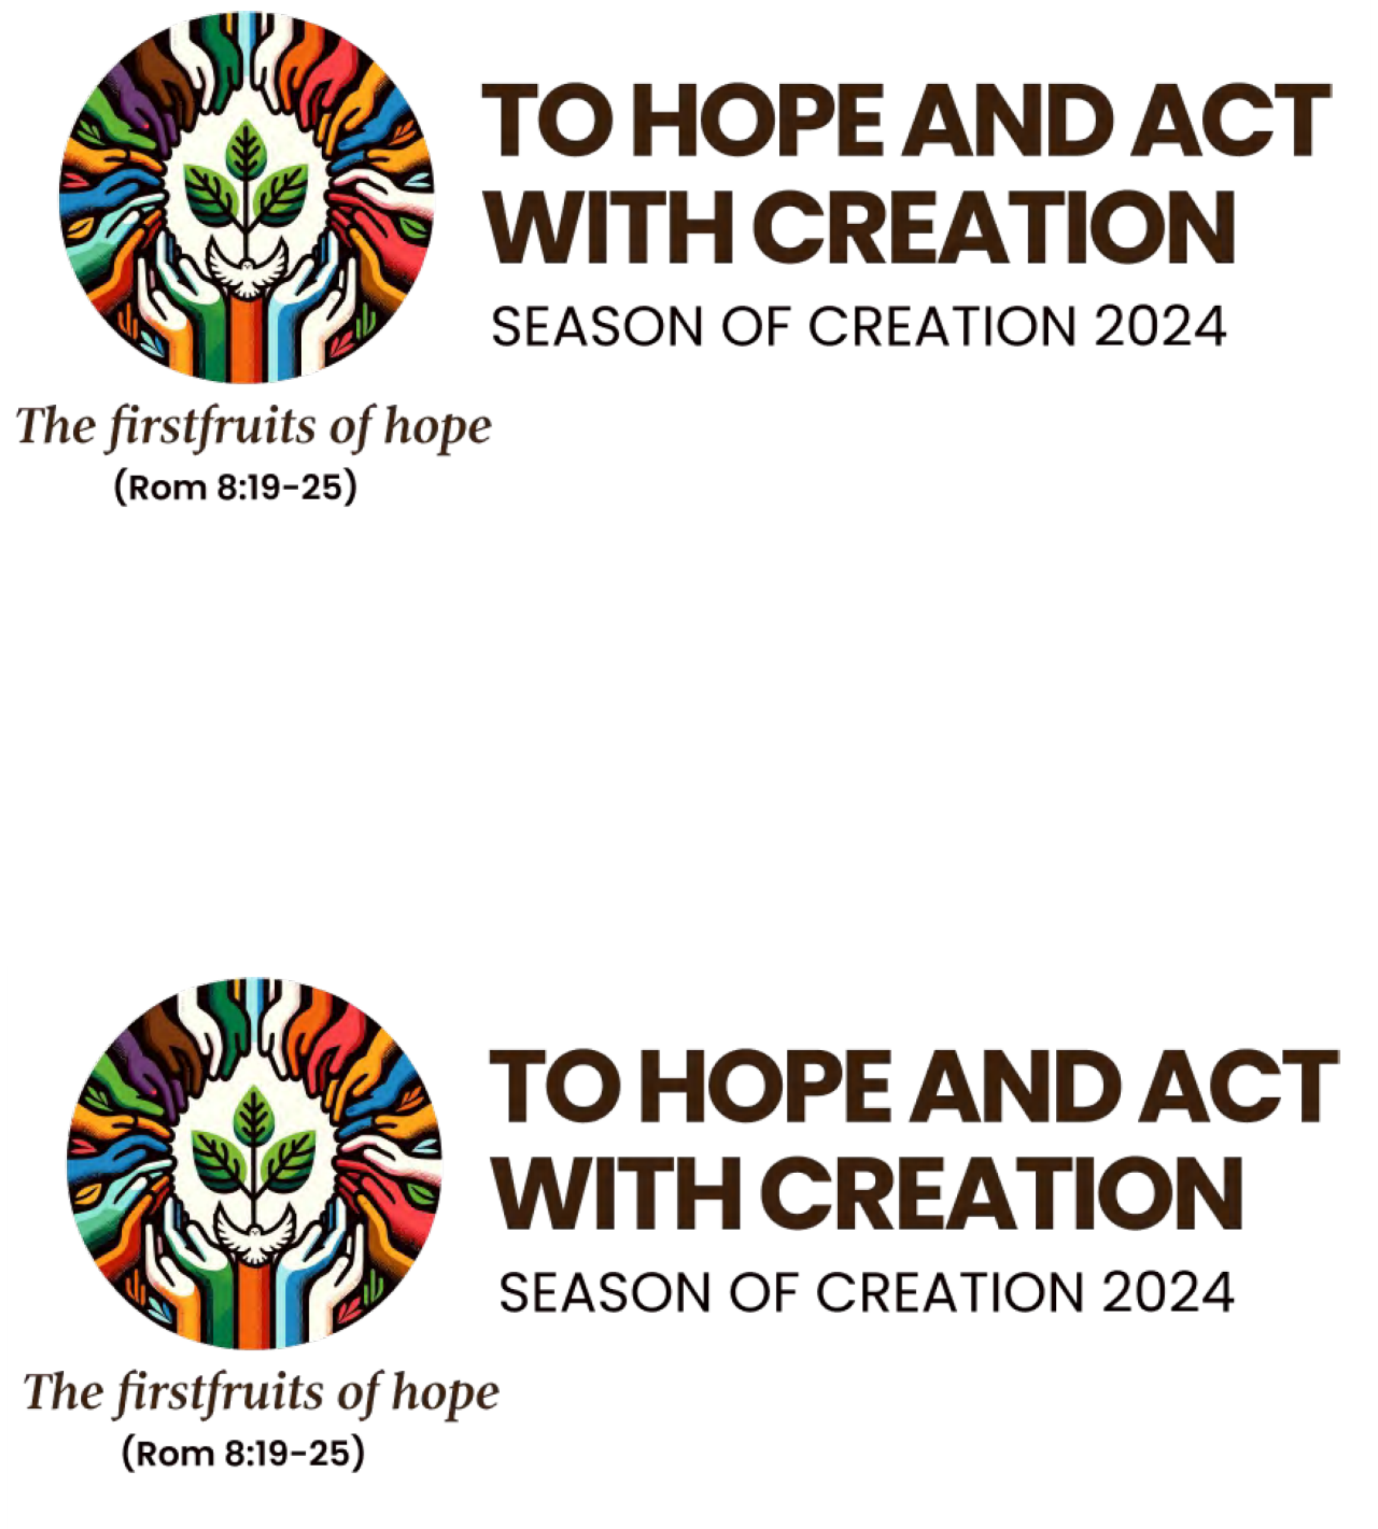 TO HOPE AND ACT
WITH CREATION
SEASON OF CREATION 2024
The firstfruits of hope
(Rom 8:19-25)
TO HOPE AND ACT
WITH CREATION
SEASON OF CREATION 2024
The firstfruits of hope
(Rom 8:19-25)